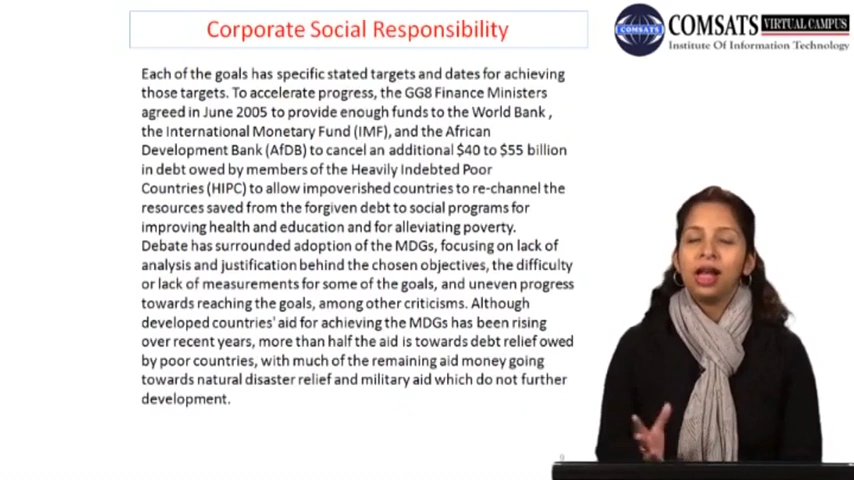 Corporate Social Responsibility
COMSATS VIRTUAL CAMPUS
Institute Of Information Technology
COMSATS
Each of the goals has specific stated targets and dates for achieving
those targets. To accelerate progress, the GG8 Finance Ministers
agreed in June 2005 to provide enough funds to the World Bank ,
the International Monetary Fund (IMF), and the African
Development Bank (AfDB) to cancel an additional $40 to $55 billion
in debt owed by members of the Heavily Indebted Poor
Countries (HIPC) to allow impoverished countries to re-channel the
resources saved from the forgiven debt to social programs for
improving health and education and for alleviating poverty.
Debate has surrounded adoption of the MDGs, focusing on lack of
analysis and justification behind the chosen objectives, the difficulty
or lack of measurements for some of the goals, and uneven progress
towards reaching the goals, among other criticisms. Although
developed countries' aid for achieving the MDGs has been rising
over recent years, more than half the aid is towards debt relief owed
by poor countries, with much of the remaining aid money going
towards natural disaster relief and military aid which do not further
development.
9